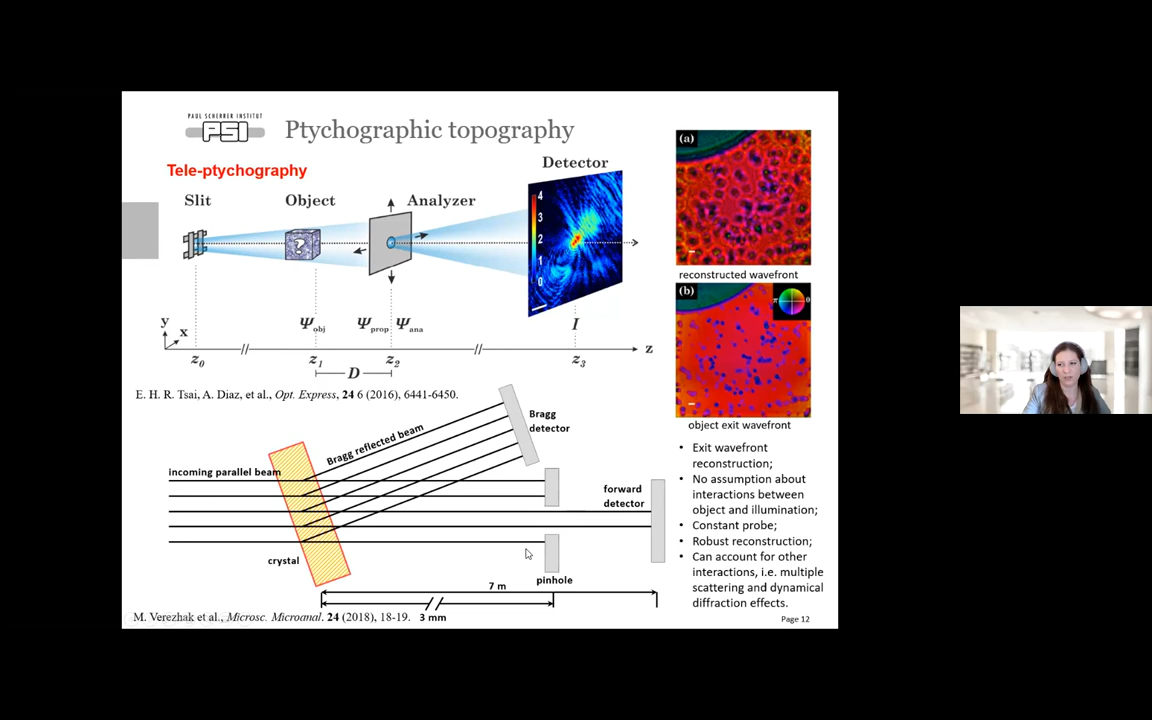 PAUL SCHERRER INSTITUT
PSI
Ptychographic topography
Tele-ptychography
Slit
Object
Analyzer
Detector
4
3
2
1
0
?
Ψobj
Ψprop
Ψana
I
y
x
z
z0
z1
z2
z3
D
E. H. R. Tsai, A. Diaz, et al., Opt. Express, 24 6 (2016), 6441-6450.
incoming parallel beam
Bragg reflected beam
Bragg
detector
forward
detector
crystal
pinhole
7 m
3 mm
M. Verezhak et al., Microsc. Microanal. 24 (2018), 18-19.
(a)
reconstructed wavefront
(b)
π
0
object exit wavefront
• Exit wavefront
reconstruction;
• No assumption about
interactions between
object and illumination;
• Constant probe;
• Robust reconstruction;
• Can account for other
interactions, i.e. multiple
scattering and dynamical
diffraction effects.
Page 12